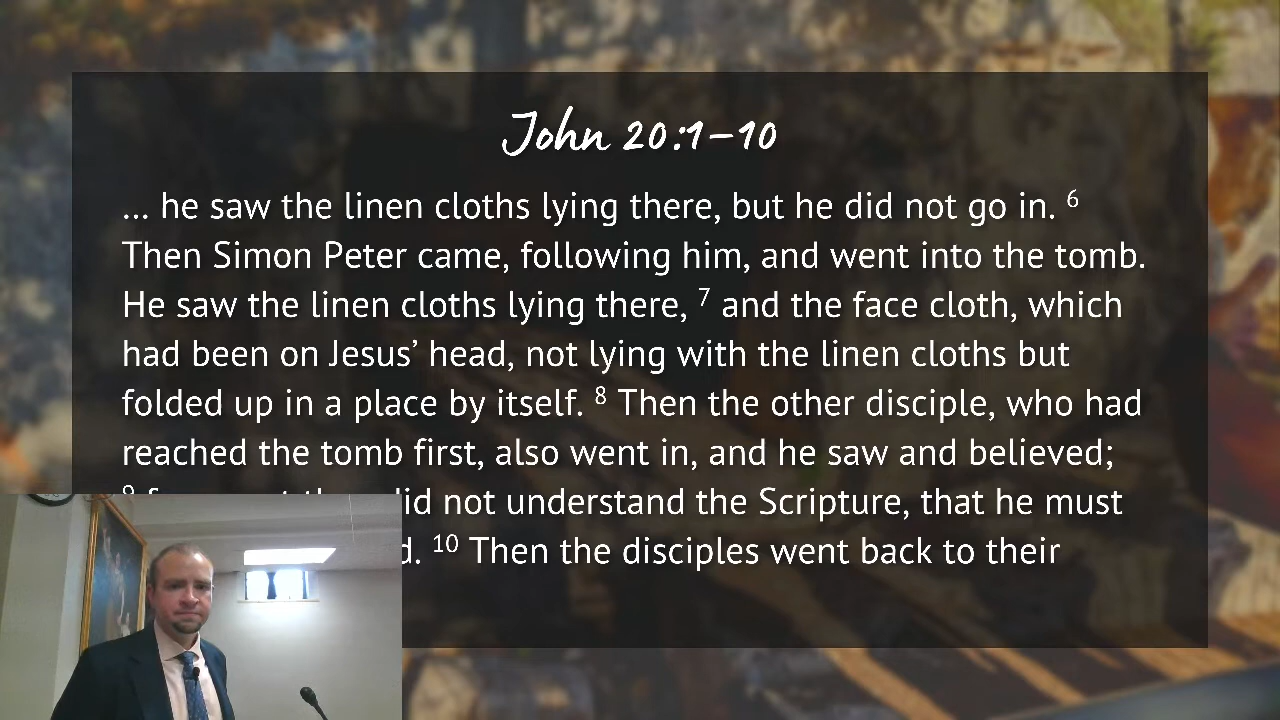 John 20:1–10
… he saw the linen cloths lying there, but he did not go in. 6
Then Simon Peter came, following him, and went into the tomb.
He saw the linen cloths lying there, 7 and the face cloth, which
had been on Jesus’ head, not lying with the linen cloths but
folded up in a place by itself. 8 Then the other disciple, who had
reached the tomb first, also went in, and he saw and believed;
did not understand the Scripture, that he must
10 Then the disciples went back to their